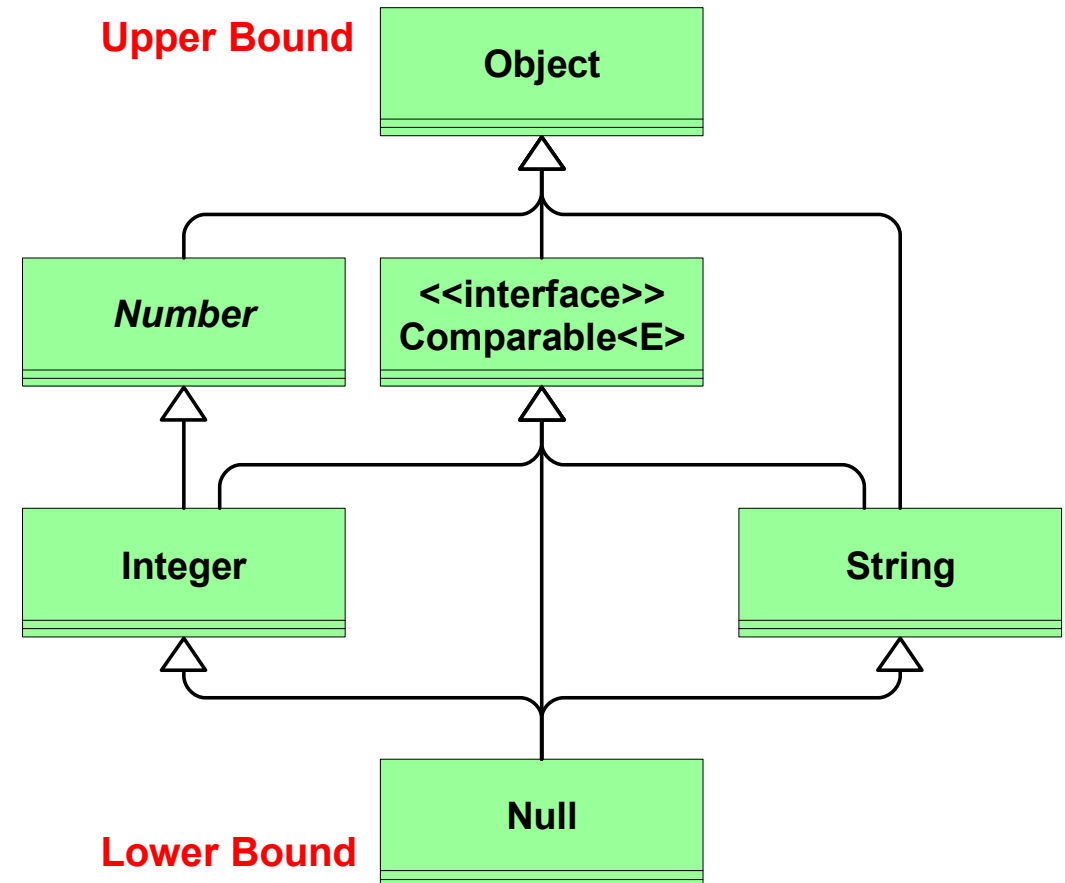 Upper Bound
Object
Number
<<interface>>
Comparable<E>
Integer
String
Null
Lower Bound